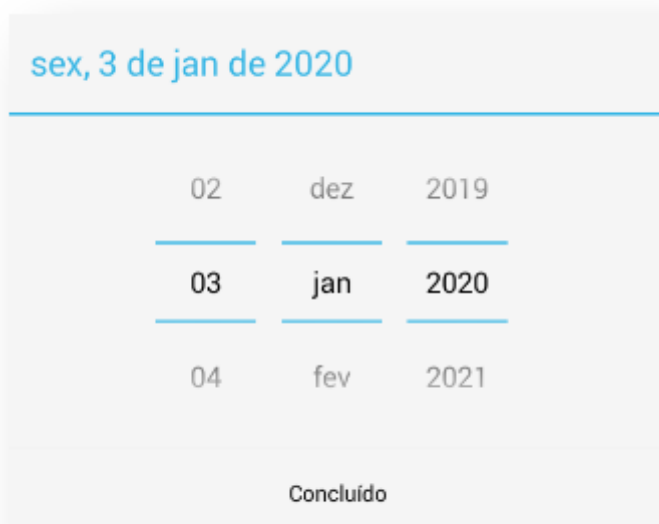 sex, 3 de jan de 2020
02 dez 2019
03 jan 2020
04 fev 2021
Concluído